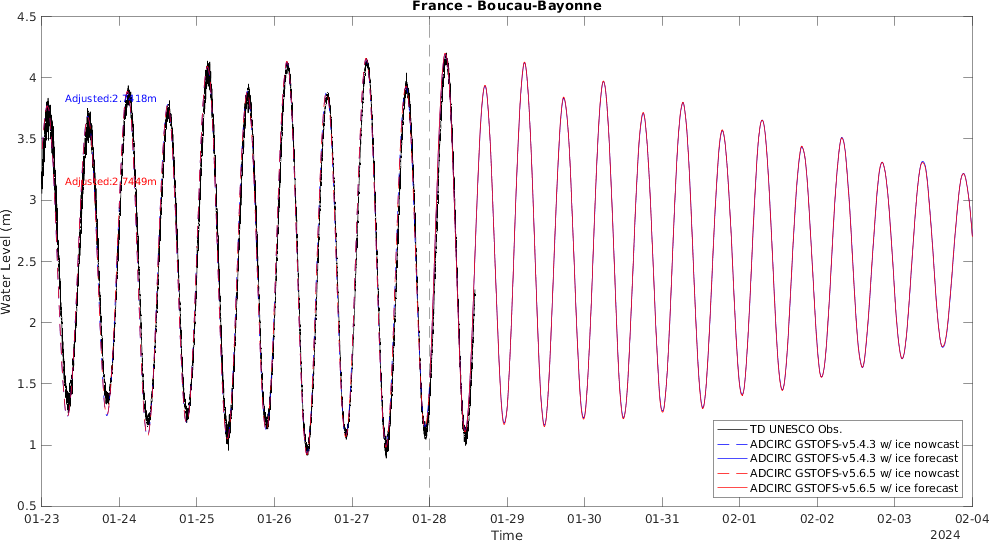 France - Boucau-Bayonne
Water Level (m)
4.5
4
3.5
3
2.5
2
1.5
1
0.5
Adjusted:2.7418m
Adjusted:2.7449m
TD UNESCO Obs.
ADCIRC GSTOFS-v5.4.3 w/ ice nowcast
ADCIRC GSTOFS-v5.4.3 w/ ice forecast
ADCIRC GSTOFS-v5.6.5 w/ ice nowcast
ADCIRC GSTOFS-v5.6.5 w/ ice forecast
01-23 01-24 01-25 01-26 01-27 01-28 01-29 01-30 01-31 02-01 02-02 02-03 02-04
Time
2024